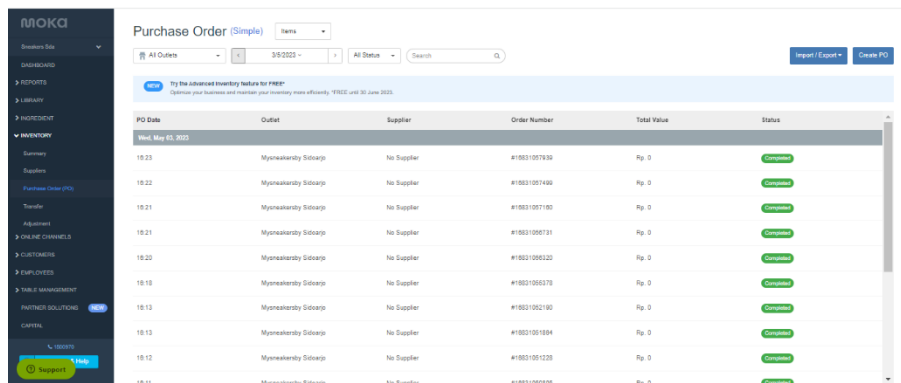 MOKA
Sneakers Sda
DASHBOARD
REPORTS
LIBRARY
INGREDIENT
INVENTORY
Summary
Suppliers
Purchase Order (PO)
Transfer
Adjustment
ONLINE CHANNELS
CUSTOMERS
EMPLOYEES
TABLE MANAGEMENT
PARTNER SOLUTIONS NEW
CAPITAL
Help
Support
Purchase Order (Simple) Items
All Outlets < 3/5/2023 - > All Status Search
Import / Export Create PO
NEW Try the Advanced Inventory feature for FREE*
Optimize your business and maintain your inventory more efficiently. *FREE until 30 June 2023.
PO Date Outlet Supplier Order Number Total Value Status
Wed, May 03, 2023
16:23 Mysneakersby Sidoarjo No Supplier #16831057839 Rp. 0 Completed
16:22 Mysneakersby Sidoarjo No Supplier #16831057499 Rp. 0 Completed
16:21 Mysneakersby Sidoarjo No Supplier #16831057160 Rp. 0 Completed
16:21 Mysneakersby Sidoarjo No Supplier #16831056731 Rp. 0 Completed
16:20 Mysneakersby Sidoarjo No Supplier #16831056320 Rp. 0 Completed
16:18 Mysneakersby Sidoarjo No Supplier #16831055378 Rp. 0 Completed
16:13 Mysneakersby Sidoarjo No Supplier #16831052190 Rp. 0 Completed
16:13 Mysneakersby Sidoarjo No Supplier #16831051884 Rp. 0 Completed
16:12 Mysneakersby Sidoarjo No Supplier #16831051228 Rp. 0 Completed